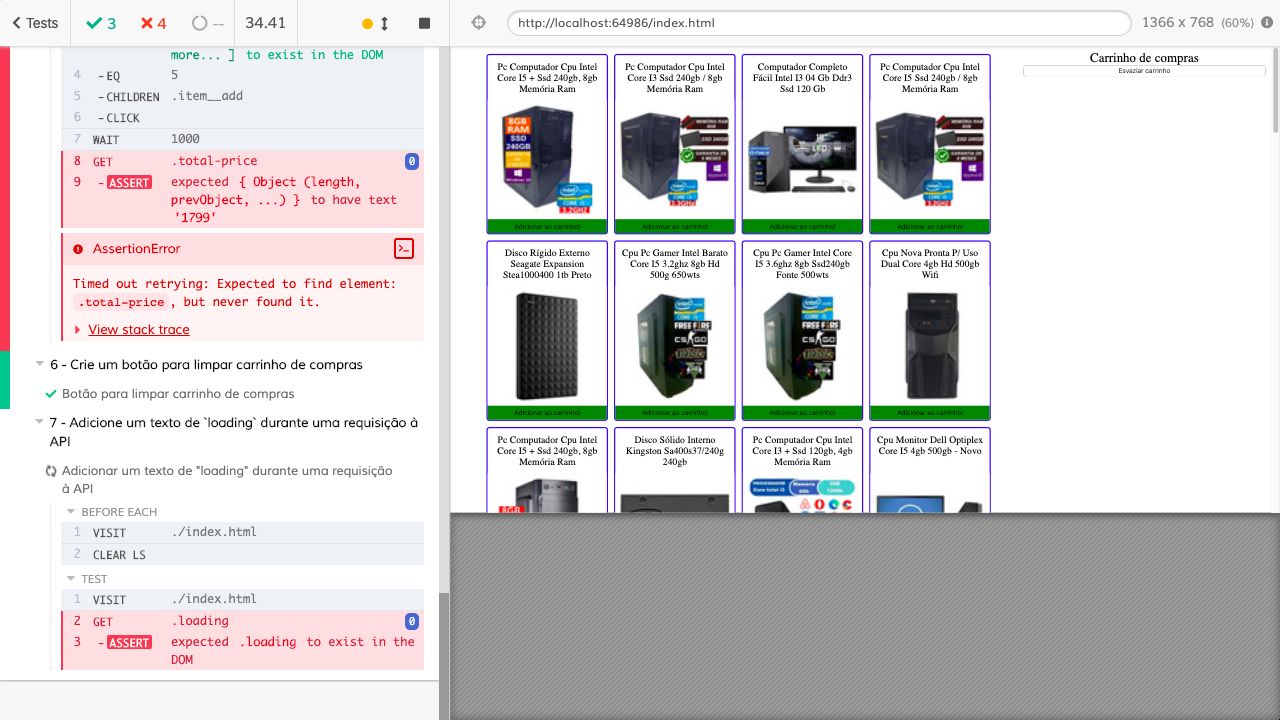 Tests
3
4
--
34.41
http://localhost:64986/index.html
1366 x 768 (60%)
more... ] to exist in the DOM
4 -EQ 5
5 -CHILDREN .item__add
6 -CLICK
7 WAIT 1000
8 GET .total-price 0
9 -ASSERT expected { Object (length,
prevObject, ...) } to have text
'1799'
AssertionError
Timed out retrying: Expected to find element:
.total-price, but never found it.
View stack trace
6 - Crie um botão para limpar carrinho de compras
Botão para limpar carrinho de compras
7 - Adicione um texto de `loading` durante uma requisição à
API
Adicionar um texto de "loading" durante uma requisição
à API
BEFORE EACH
1 VISIT ./index.html
2 CLEAR LS
TEST
1 VISIT ./index.html
2 GET .loading 0
3 -ASSERT expected .loading to exist in the
DOM
Pc Computador Cpu Intel
Core I5 + Ssd 240gb, 8gb
Memória Ram
8GB
RAM
SSD
240GB
Adicionar ao carrinho!
Pc Computador Cpu Intel
Core I3 Ssd 240gb / 8gb
Memória Ram
Adicionar ao carrinho!
Computador Completo
Fácil Intel I3 04 Gb Ddr3
Ssd 120 Gb
Adicionar ao carrinho!
Pc Computador Cpu Intel
Core I5 Ssd 240gb / 8gb
Memória Ram
Adicionar ao carrinho!
Carrinho de compras
Esvaziar carrinho
Disco Rígido Externo
Seagate Expansion
Stea1000400 1tb Preto
Adicionar ao carrinho!
Cpu Pc Gamer Intel Barato
Core I5 3.2ghz 8gb Hd
500g 650wts
FREE FIRE
CS:GO
Adicionar ao carrinho!
Cpu Pc Gamer Intel Core
I5 3.6ghz 8gb Ssd240gb
Fonte 500wts
FREE FIRE
CS:GO
Adicionar ao carrinho!
Cpu Nova Pronta P/ Uso
Dual Core 4gb Hd 500gb
Wifi
Adicionar ao carrinho!
Pc Computador Cpu Intel
Core I5 + Ssd 240gb, 8gb
Memória Ram
8GB
Disco Sólido Interno
Kingston Sa400s37/240g
240gb
Pc Computador Cpu Intel
Core I3 + Ssd 120gb, 4gb
Memória Ram
Cpu Monitor Dell Optiplex
Core I5 4gb 500gb - Novo